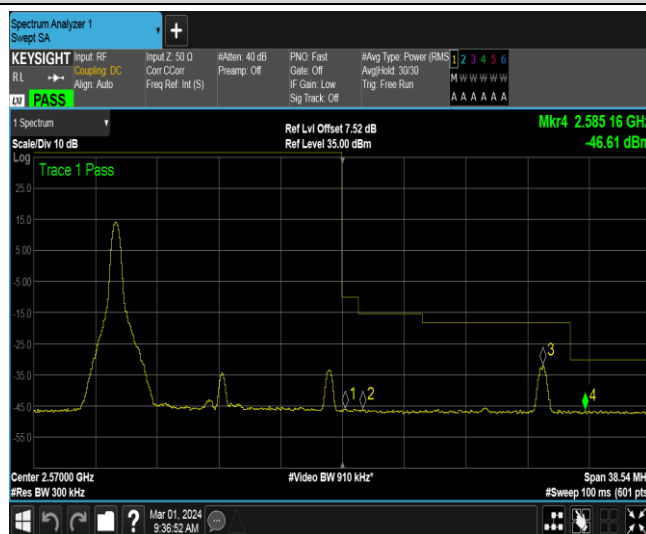 Spectrum Analyzer 1
Swept SA
+
KEYSIGHT Input: RF Input Z: 50 Ω #Atten: 40 dB PNO: Fast #Avg Type: Power (RMS 1 2 3 4 5 6
RL Coupling: DC Corr CCorr Preamp: Off Gate: Off Avg|Hold: 30/30 M W W W W W
Align: Auto Freq Ref: Int (S) IF Gain: Low Trig: Free Run
LXI PASS Sig Track: Off A A A A A A
1 Spectrum Ref Lvl Offset 7.52 dB Mkr4 2.585 16 GHz
Scale/Div 10 dB Ref Level 35.00 dBm -46.61 dBm
Log
Trace 1 Pass
25.0
15.0
5.00
-5.00
-15.0
-25.0
3
-35.0
1 2 4
-45.0
-55.0
Center 2.57000 GHz #Video BW 910 kHz* Span 38.54 MH
#Res BW 300 kHz #Sweep 100 ms (601 pts
? Mar 01, 2024
9:36:52 AM